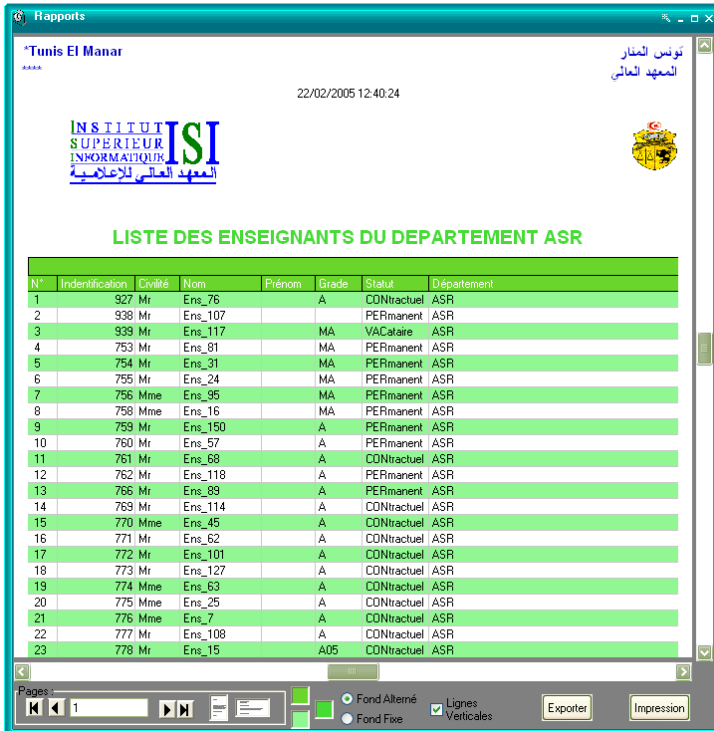 Rapports
*Tunis El Manar
****
تونس المنار
المعهد العالي
22/02/2005 12:40:24
INSTITUT
SUPERIEUR
INFORMATIQUE
ISI
المعهد العالي للإعلامية
LISTE DES ENSEIGNANTS DU DEPARTEMENT ASR
N° Indentification Civilité Nom Prénom Grade Statut Département
1 927 Mr Ens_76 A CONtractuel ASR
2 938 Mr Ens_107 PERmanent ASR
3 939 Mr Ens_117 MA VACataire ASR
4 753 Mr Ens_81 MA PERmanent ASR
5 754 Mr Ens_31 MA PERmanent ASR
6 755 Mr Ens_24 MA PERmanent ASR
7 756 Mme Ens_95 MA PERmanent ASR
8 758 Mme Ens_16 MA PERmanent ASR
9 759 Mr Ens_150 A PERmanent ASR
10 760 Mr Ens_57 A PERmanent ASR
11 761 Mr Ens_68 A CONtractuel ASR
12 762 Mr Ens_118 A PERmanent ASR
13 766 Mr Ens_89 A PERmanent ASR
14 769 Mr Ens_114 A CONtractuel ASR
15 770 Mme Ens_45 A CONtractuel ASR
16 771 Mr Ens_62 A CONtractuel ASR
17 772 Mr Ens_101 A CONtractuel ASR
18 773 Mr Ens_127 A CONtractuel ASR
19 774 Mme Ens_63 A CONtractuel ASR
20 775 Mme Ens_25 A CONtractuel ASR
21 776 Mme Ens_7 A CONtractuel ASR
22 777 Mr Ens_108 A CONtractuel ASR
23 778 Mr Ens_15 A05 CONtractuel ASR
Pages :
1
Fond Alterné
Fond Fixe
Lignes
Verticales
Exporter
Impression